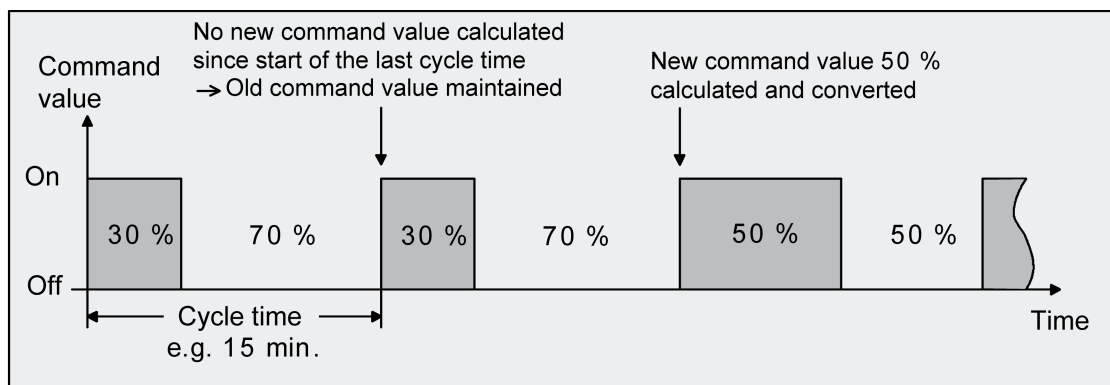 No new command value calculated
since start of the last cycle time
→ Old command value maintained
New command value 50 %
calculated and converted
Command
value
On
30 %
70 %
30 %
70 %
50 %
50 %
Off
Time
Cycle time
e.g. 15 min.